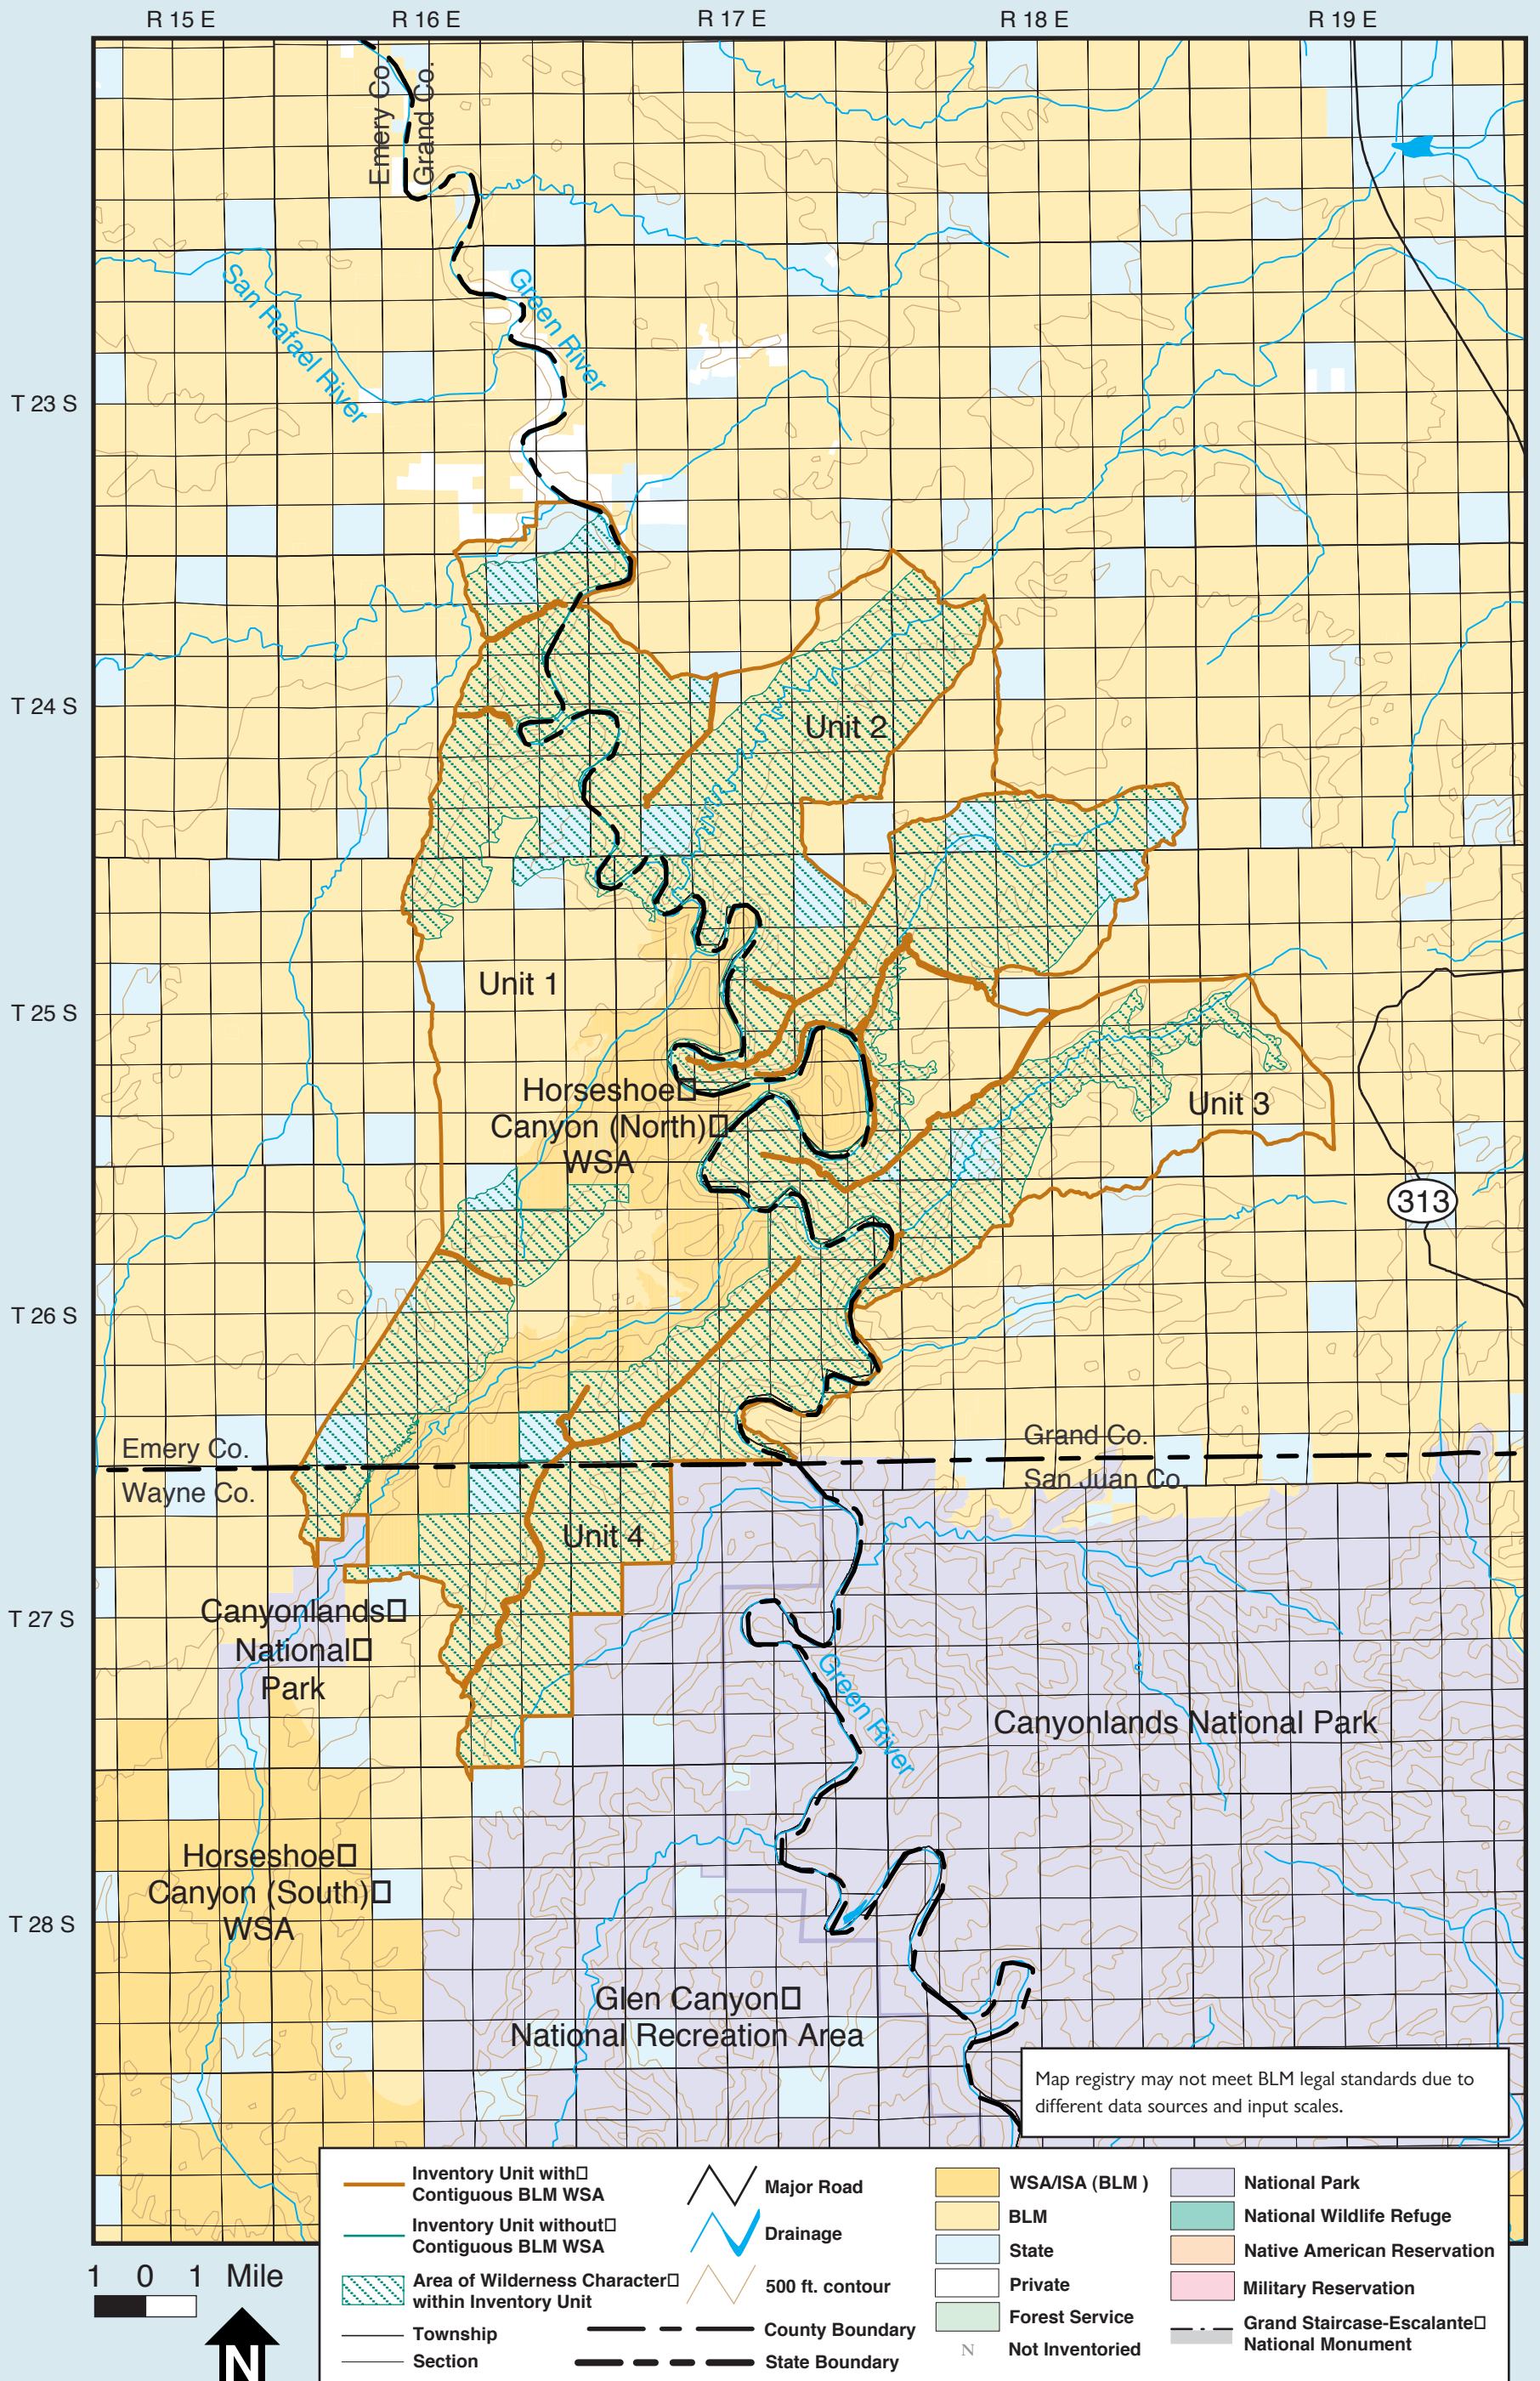 R 15 E R 16 E R 17 E R 18 E R 19 E
Emery Co.
Grand Co.
San Rafael River
Green River
T 23 S
T 24 S
Unit 2
Unit 1
T 25 S
Horseshoe
Canyon (North)
WSA
Unit 3
313
T 26 S
Emery Co.
Wayne Co.
Grand Co.
San Juan Co.
Unit 4
T 27 S
Canyonlands
National
Park
Green River
Canyonlands National Park
Horseshoe
Canyon (South)
WSA
T 28 S
Glen Canyon
National Recreation Area
Map registry may not meet BLM legal standards due to
different data sources and input scales.
1 0 1 Mile
N
Inventory Unit with
Contiguous BLM WSA
Inventory Unit without
Contiguous BLM WSA
Area of Wilderness Character
within Inventory Unit
Township
Section
Major Road
Drainage
500 ft. contour
County Boundary
State Boundary
WSA/ISA (BLM )
BLM
State
Private
Forest Service
N Not Inventoried
National Park
National Wildlife Refuge
Native American Reservation
Military Reservation
Grand Staircase-Escalante
National Monument